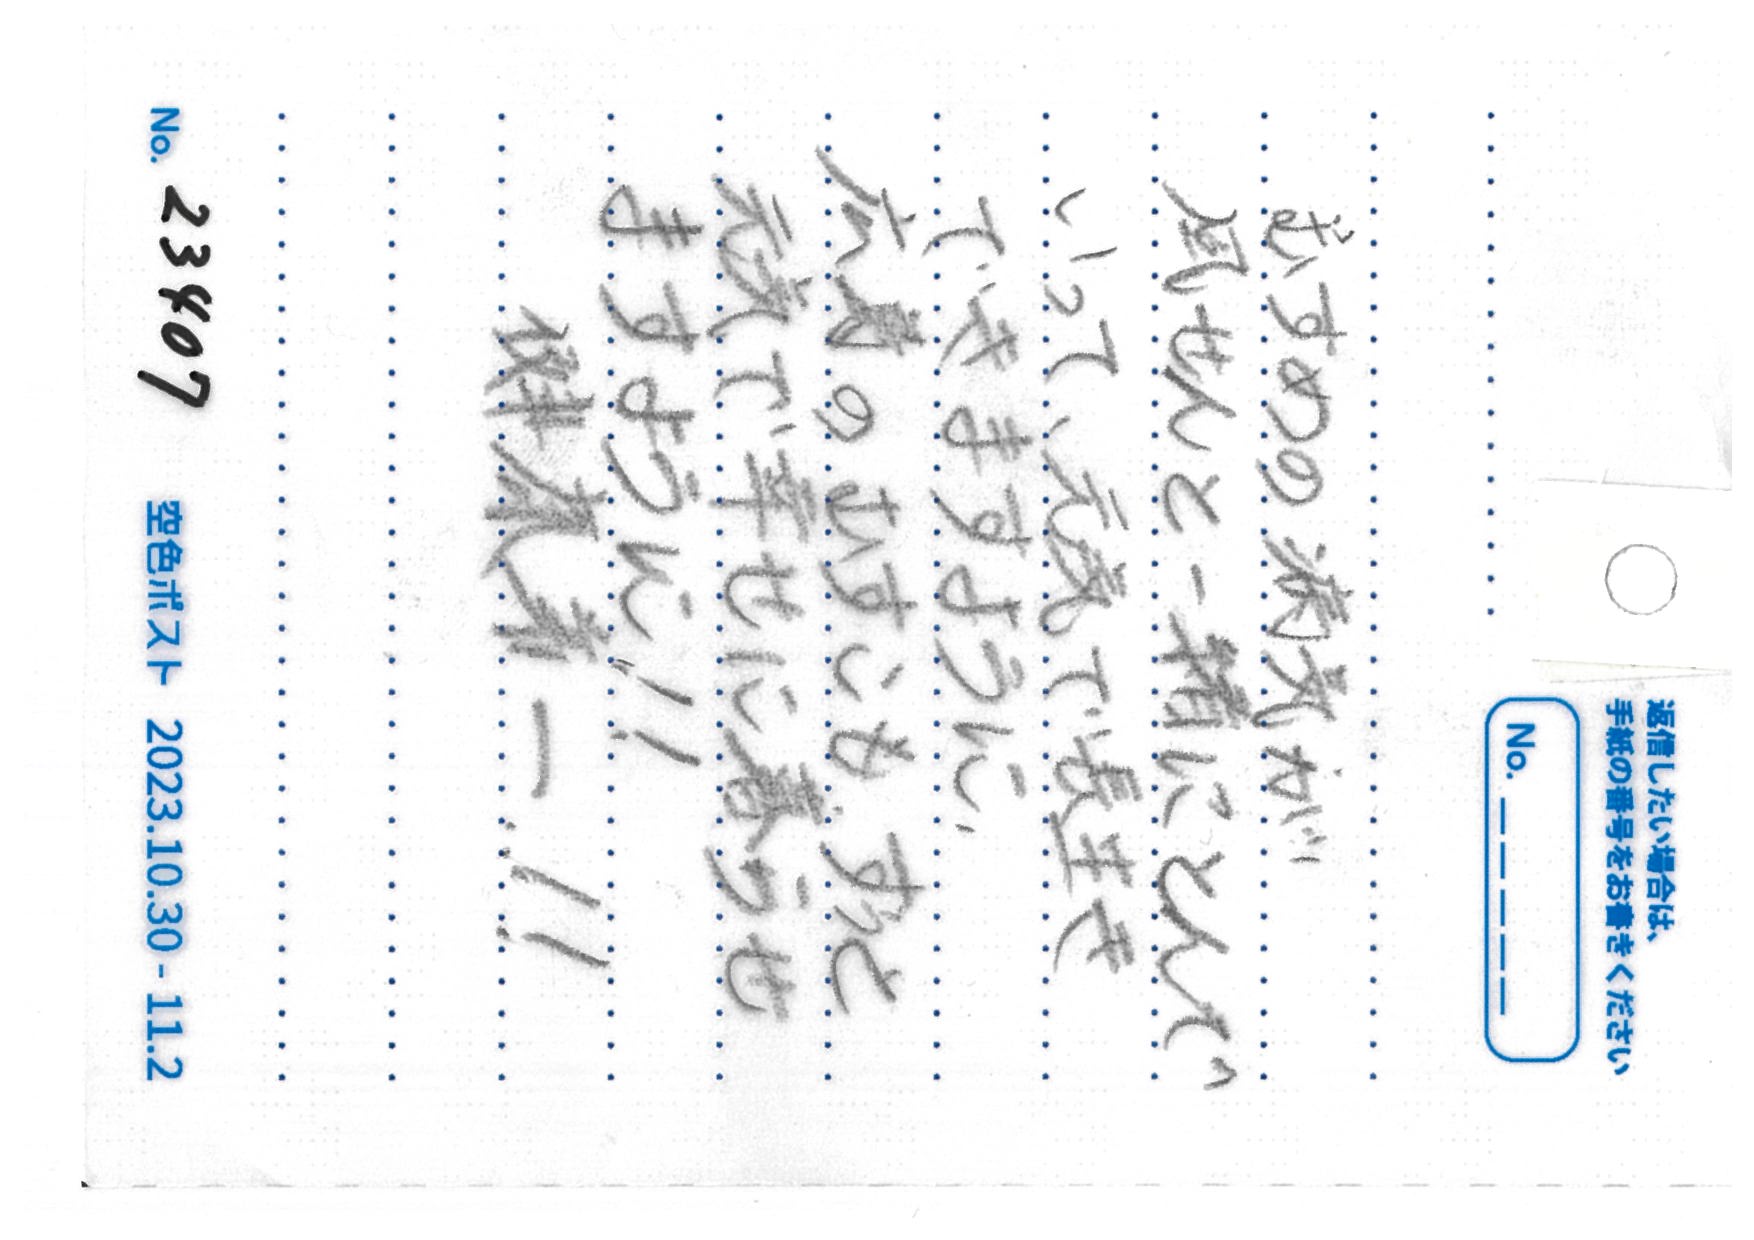 返信したい場合は、
手紙の番号をお書きください
No. _ _ _ _ _
むすめの病気が
風せんと一緒にとんで
いって、元気で長生き
できますように、
広島のむすこも、ずっと
元気で幸せに暮らせ
ますように!!
健康第一!!
No. 23407 空色ポスト 2023.10.30 - 11.2